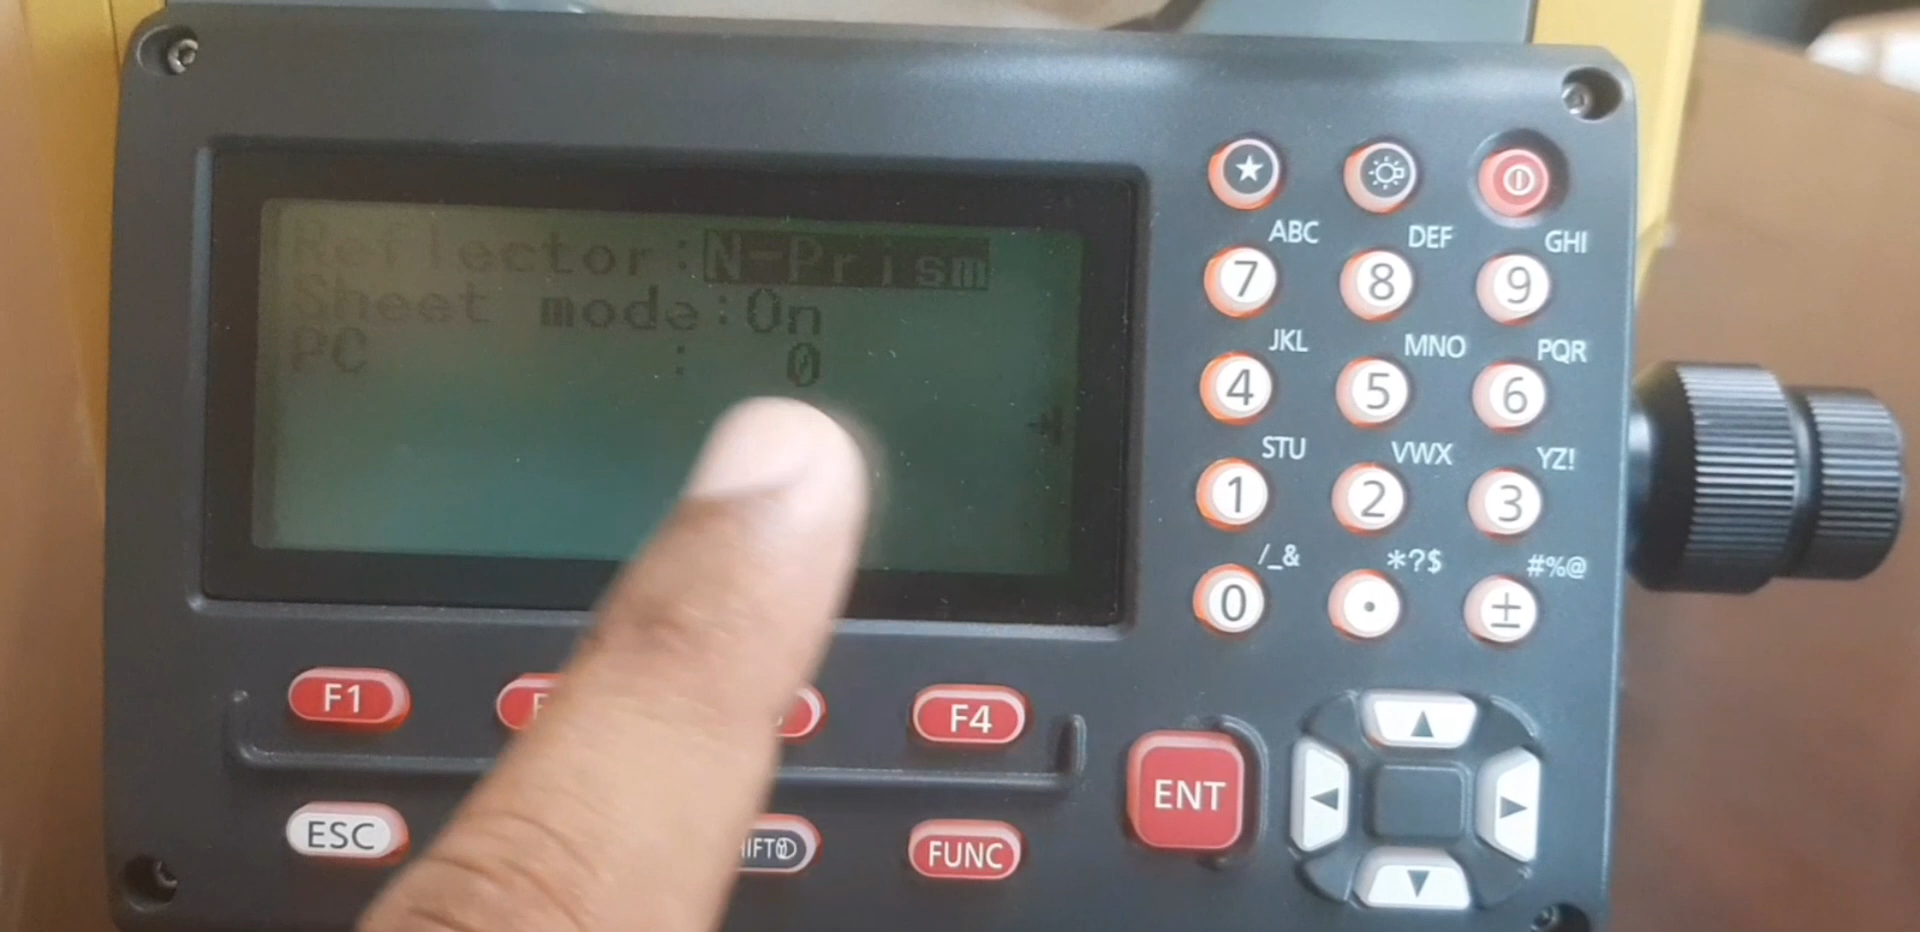 Reflector:N-Prism
Sheet mode:On
PC : 0
ABC DEF GHI
7 8 9
JKL MNO PQR
4 5 6
STU VWX YZ!
1 2 3
/_& *?$ #%@
0 . ±
F1 F4
ESC FUNC
ENT